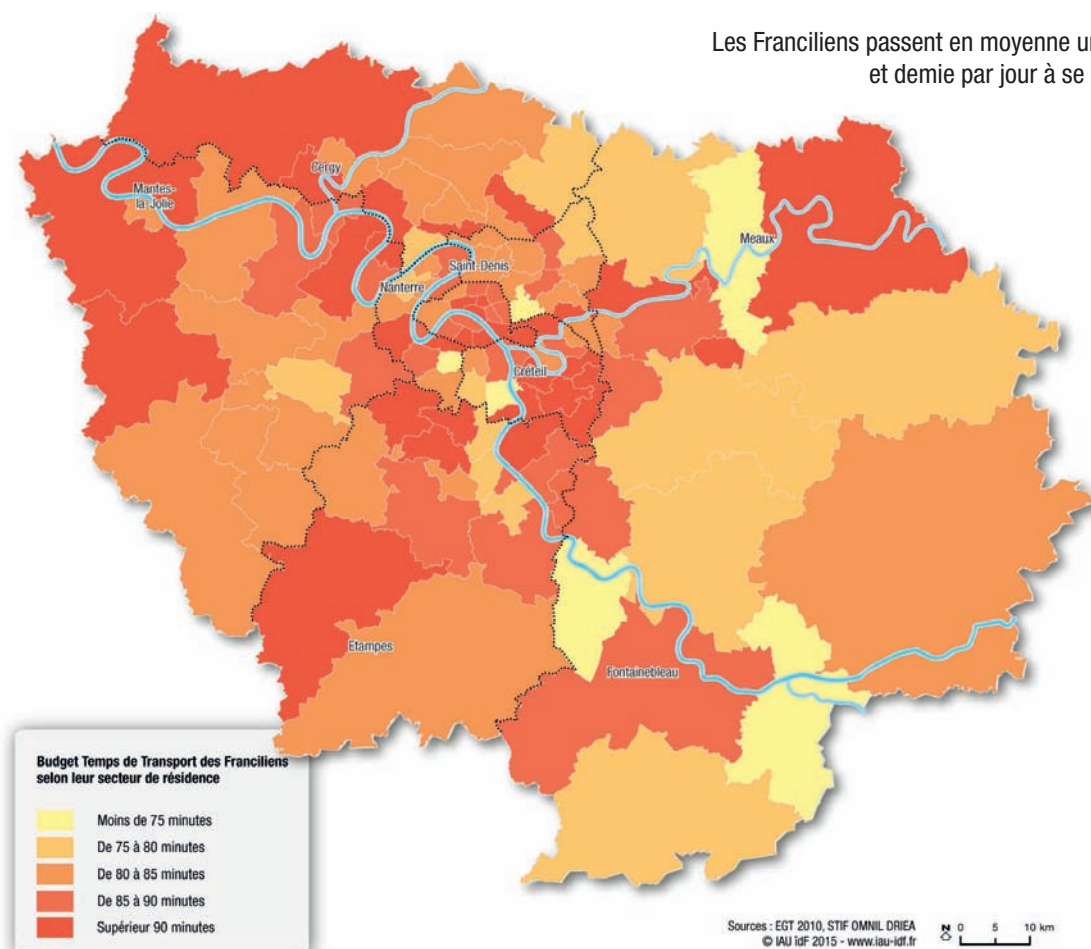 Les Franciliens passent en moyenne
et demie par jour à se
Cergy
Mantes-
la-Jolie
Meaux
Saint-Denis
Nanterre
Créteil
Etampes
Fontainebleau
Budget Temps de Transport des Franciliens
selon leur secteur de résidence
Moins de 75 minutes
De 75 à 80 minutes
De 80 à 85 minutes
De 85 à 90 minutes
Supérieur 90 minutes
Sources : EGT 2010, STIF OMNIL DRIEA
© IAU îdF 2015 - www.iau-idf.fr
N 0 5 10 km